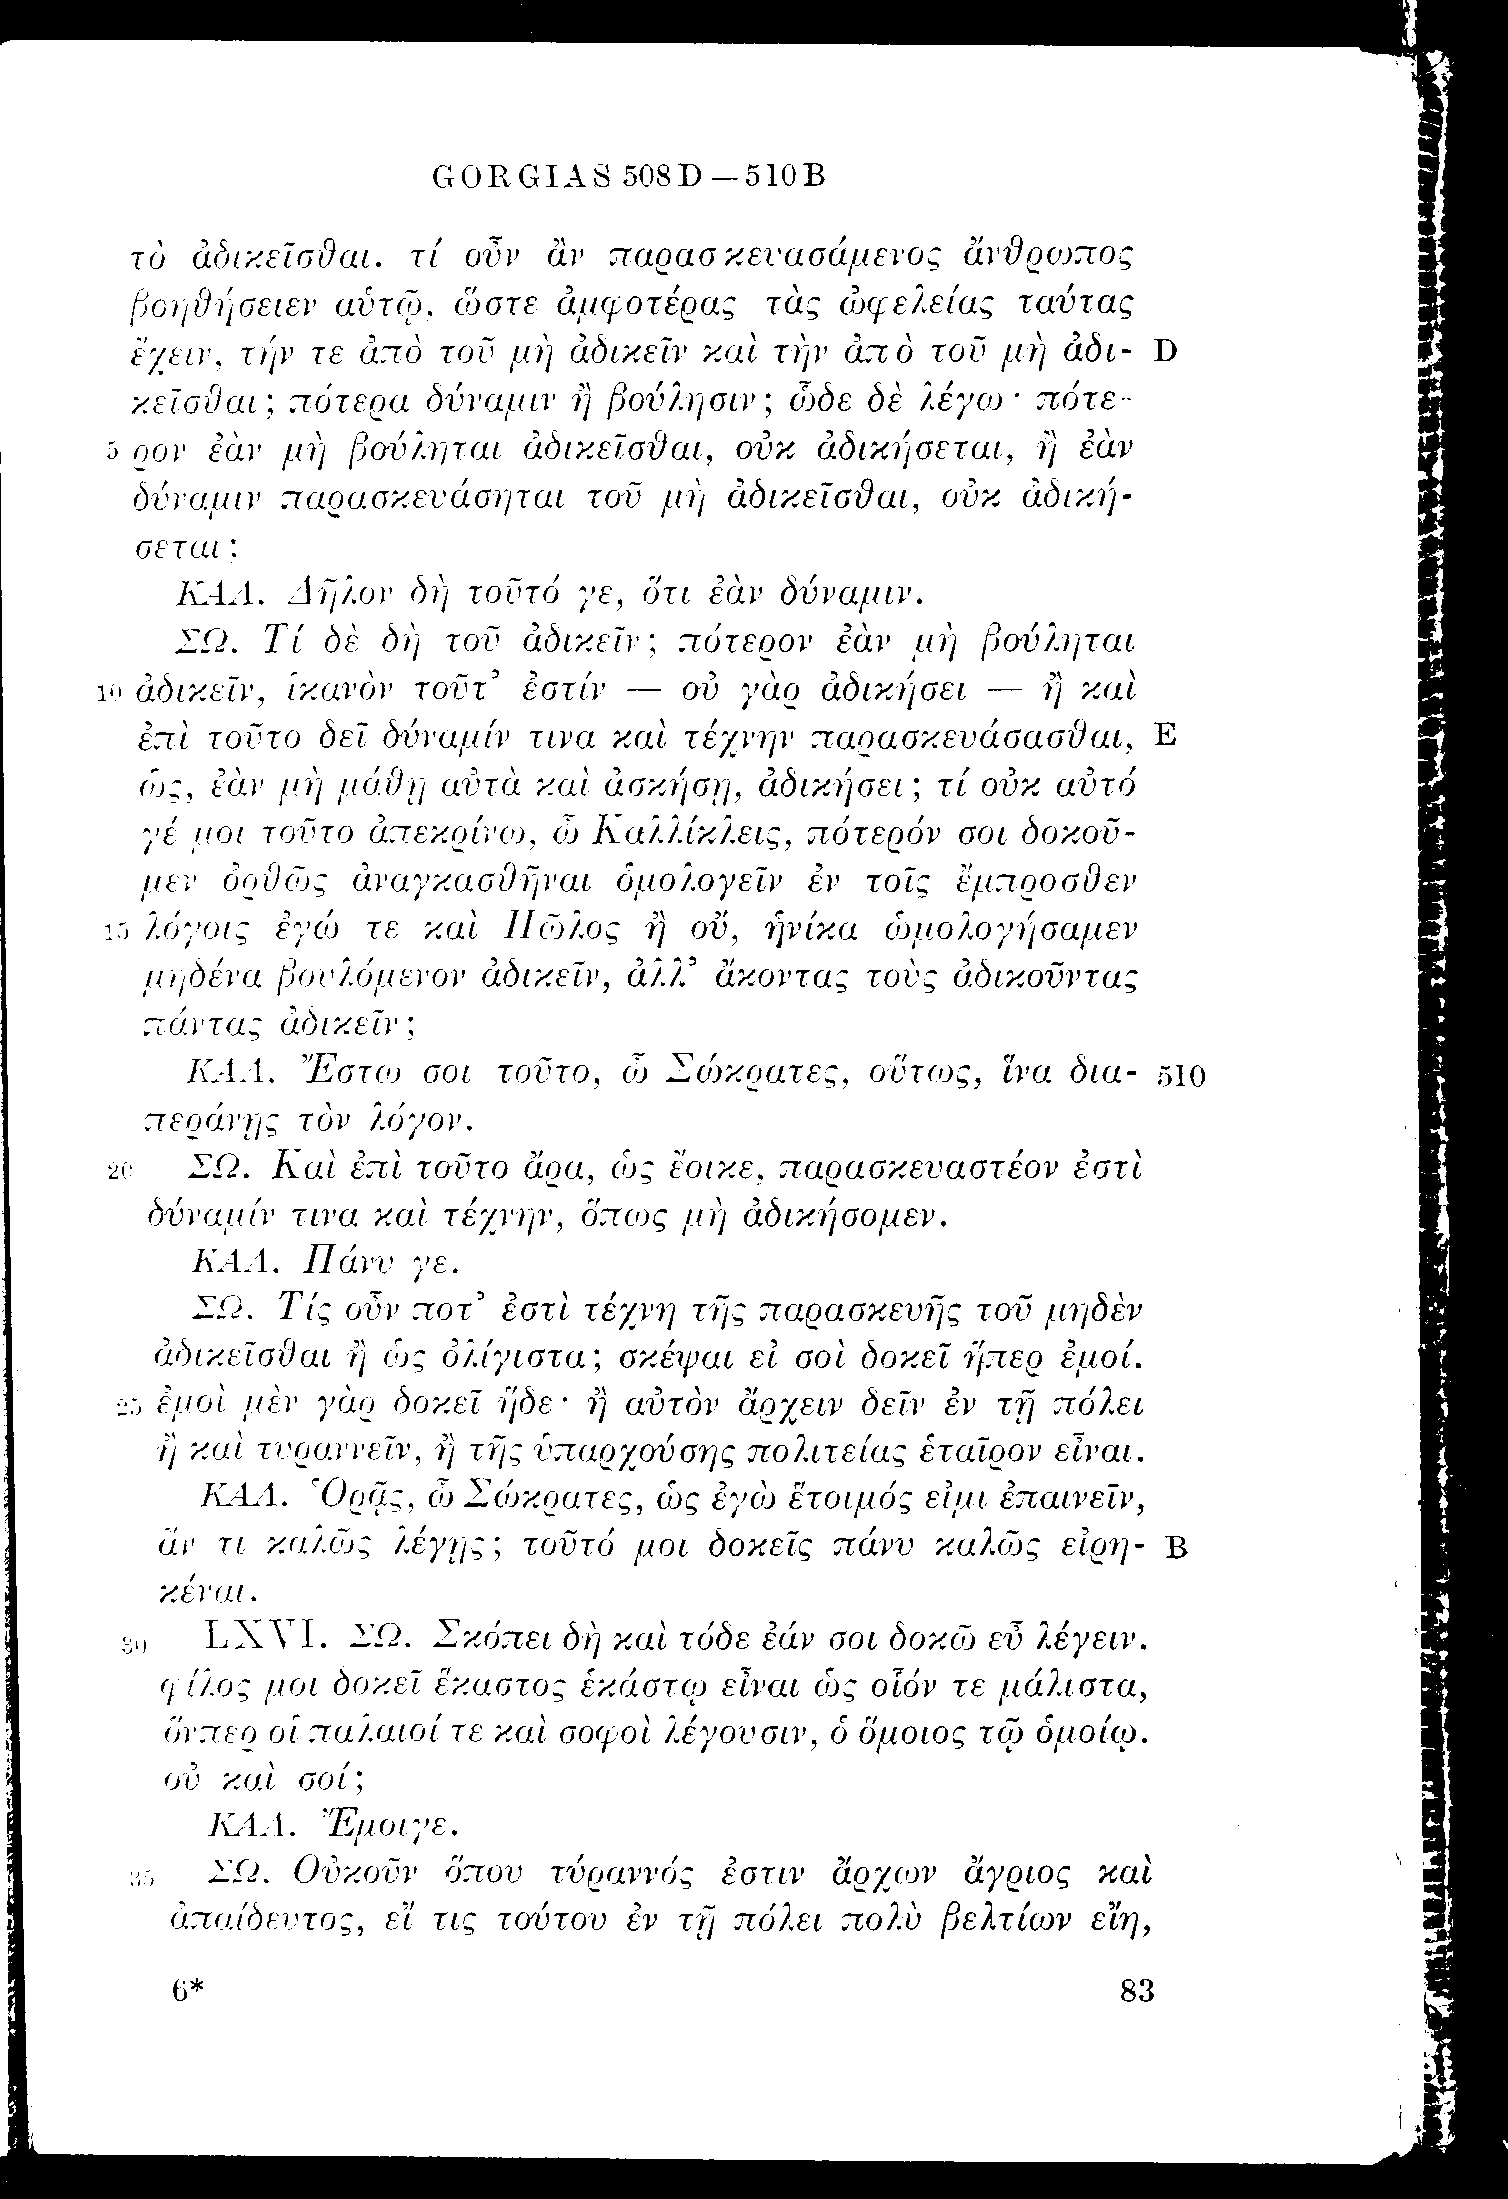 GORGIAS 508D — 510B
τὸ ἀδικεῖσθαι. τί οὖν ἂν παρασκευασάμενος ἄνθρωπος
βοηθήσειεν αὑτῷ, ὥστε ἀμφοτέρας τὰς ὠφελείας ταύτας
ἔχειν, τήν τε ἀπὸ τοῦ μὴ ἀδικεῖν καὶ τὴν ἀπὸ τοῦ μὴ ἀδι- D
κεῖσθαι; πότερα δύναμιν ἢ βούλησιν; ὧδε δὲ λέγω· πότε-
5 ρον ἐὰν μὴ βούληται ἀδικεῖσθαι, οὐκ ἀδικήσεται, ἢ ἐὰν
δύναμιν παρασκευάσηται τοῦ μὴ ἀδικεῖσθαι, οὐκ ἀδική-
σεται;
ΚΑΛ. Δῆλον δὴ τοῦτό γε, ὅτι ἐὰν δύναμιν.
ΣΩ. Τί δὲ δὴ τοῦ ἀδικεῖν; πότερον ἐὰν μὴ βούληται
10 ἀδικεῖν, ἱκανὸν τοῦτ’ ἐστίν — οὐ γὰρ ἀδικήσει — ἢ καὶ
ἐπὶ τοῦτο δεῖ δύναμίν τινα καὶ τέχνην παρασκευάσασθαι, E
ὡς, ἐὰν μὴ μάθῃ αὐτὰ καὶ ἀσκήσῃ, ἀδικήσει; τί οὐκ αὐτό
γέ μοι τοῦτο ἀπεκρίνω, ὦ Καλλίκλεις, πότερόν σοι δοκοῦ-
μεν ὀρθῶς ἀναγκασθῆναι ὁμολογεῖν ἐν τοῖς ἔμπροσθεν
15 λόγοις ἐγώ τε καὶ Πῶλος ἢ οὔ, ἡνίκα ὡμολογήσαμεν
μηδένα βουλόμενον ἀδικεῖν, ἀλλ’ ἄκοντας τοὺς ἀδικοῦντας
πάντας ἀδικεῖν;
ΚΑΛ. Ἔστω σοι τοῦτο, ὦ Σώκρατες, οὕτως, ἵνα δια- 510
περάνῃς τὸν λόγον.
20 ΣΩ. Καὶ ἐπὶ τοῦτο ἄρα, ὡς ἔοικε, παρασκευαστέον ἐστὶ
δύναμίν τινα καὶ τέχνην, ὅπως μὴ ἀδικήσομεν.
ΚΑΛ. Πάνυ γε.
ΣΩ. Τίς οὖν ποτ’ ἐστὶ τέχνη τῆς παρασκευῆς τοῦ μηδὲν
ἀδικεῖσθαι ἢ ὡς ὀλίγιστα; σκέψαι εἰ σοὶ δοκεῖ ᾗπερ ἐμοί.
25 ἐμοὶ μὲν γὰρ δοκεῖ ἥδε· ἢ αὐτὸν ἄρχειν δεῖν ἐν τῇ πόλει
ἢ καὶ τυραννεῖν, ἢ τῆς ὑπαρχούσης πολιτείας ἑταῖρον εἶναι.
ΚΑΛ. Ὁρᾷς, ὦ Σώκρατες, ὡς ἐγὼ ἕτοιμός εἰμι ἐπαινεῖν,
ἄν τι καλῶς λέγῃς; τοῦτό μοι δοκεῖς πάνυ καλῶς εἰρη- B
κέναι.
30 LXVI. ΣΩ. Σκόπει δὴ καὶ τόδε ἐάν σοι δοκῶ εὖ λέγειν.
φίλος μοι δοκεῖ ἕκαστος ἑκάστῳ εἶναι ὡς οἷόν τε μάλιστα,
ὅνπερ οἱ παλαιοί τε καὶ σοφοὶ λέγουσιν, ὁ ὅμοιος τῷ ὁμοίῳ.
οὐ καὶ σοί;
ΚΑΛ. Ἔμοιγε.
35 ΣΩ. Οὐκοῦν ὅπου τύραννός ἐστιν ἄρχων ἄγριος καὶ
ἀπαίδευτος, εἴ τις τούτου ἐν τῇ πόλει πολὺ βελτίων εἴη,
6* 83